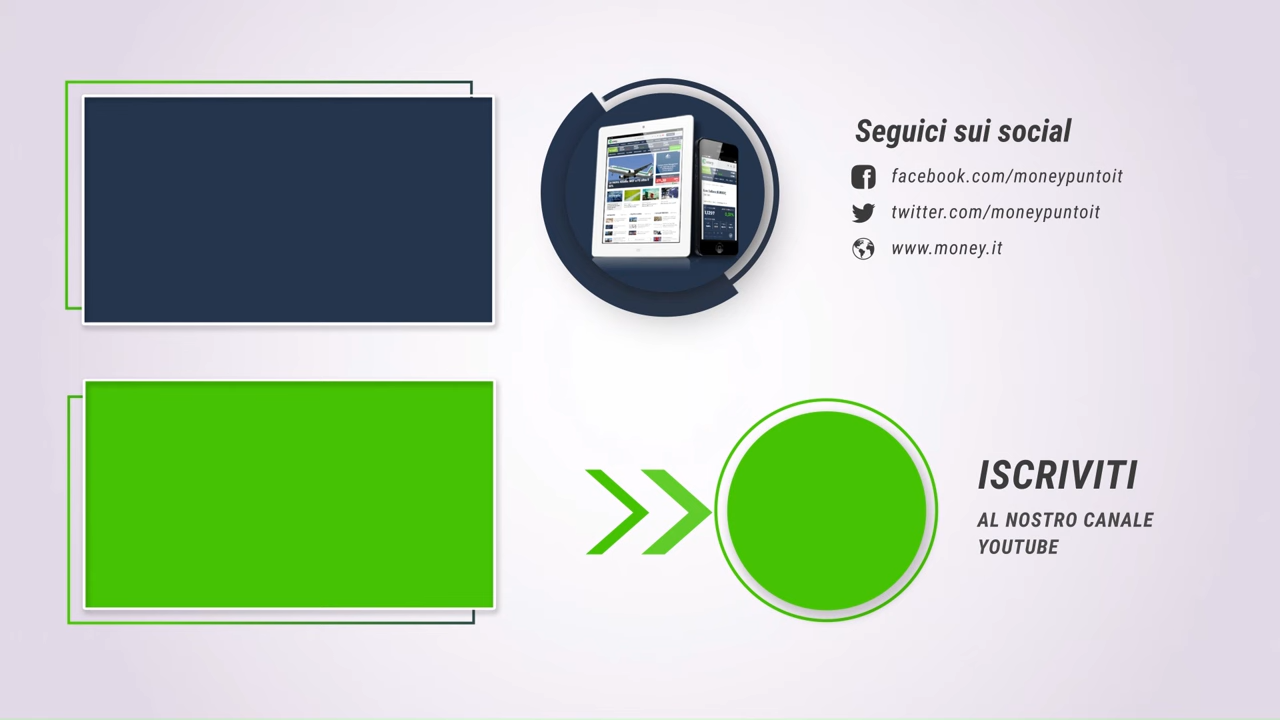 Seguici sui social
facebook.com/moneypuntoit
twitter.com/moneypuntoit
www.money.it
ISCRIVITI
AL NOSTRO CANALE
YOUTUBE